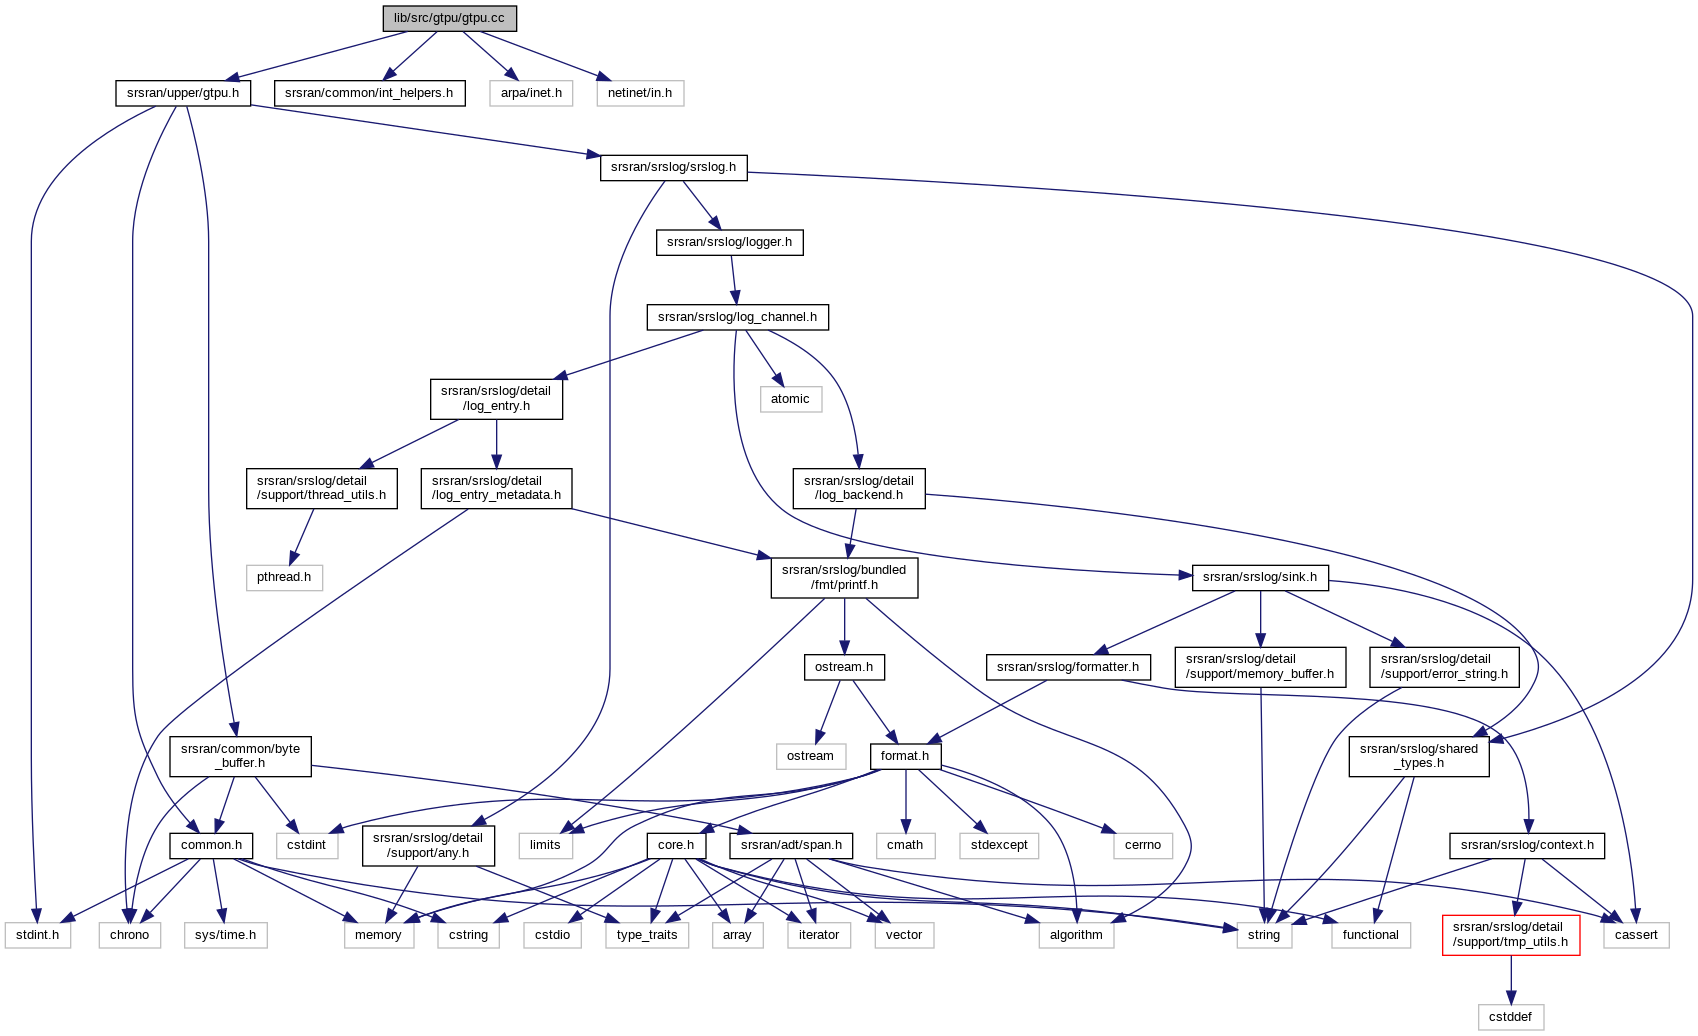 lib/src/gtpu/gtpu.cc
srsran/upper/gtpu.h
srsran/common/int_helpers.h
arpa/inet.h
netinet/in.h
srsran/srslog/srslog.h
srsran/srslog/logger.h
srsran/srslog/log_channel.h
srsran/srslog/detail
/log_entry.h
atomic
srsran/srslog/detail
/support/thread_utils.h
srsran/srslog/detail
/log_entry_metadata.h
srsran/srslog/detail
/log_backend.h
pthread.h
srsran/srslog/bundled
/fmt/printf.h
srsran/srslog/sink.h
ostream.h
srsran/srslog/formatter.h
srsran/srslog/detail
/support/memory_buffer.h
srsran/srslog/detail
/support/error_string.h
srsran/common/byte
_buffer.h
ostream
format.h
srsran/srslog/shared
_types.h
common.h
cstdint
srsran/srslog/detail
/support/any.h
limits
core.h
srsran/adt/span.h
cmath
stdexcept
cerrno
srsran/srslog/context.h
stdint.h
chrono
sys/time.h
memory
cstring
cstdio
type_traits
array
iterator
vector
algorithm
string
functional
srsran/srslog/detail
/support/tmp_utils.h
cassert
cstddef